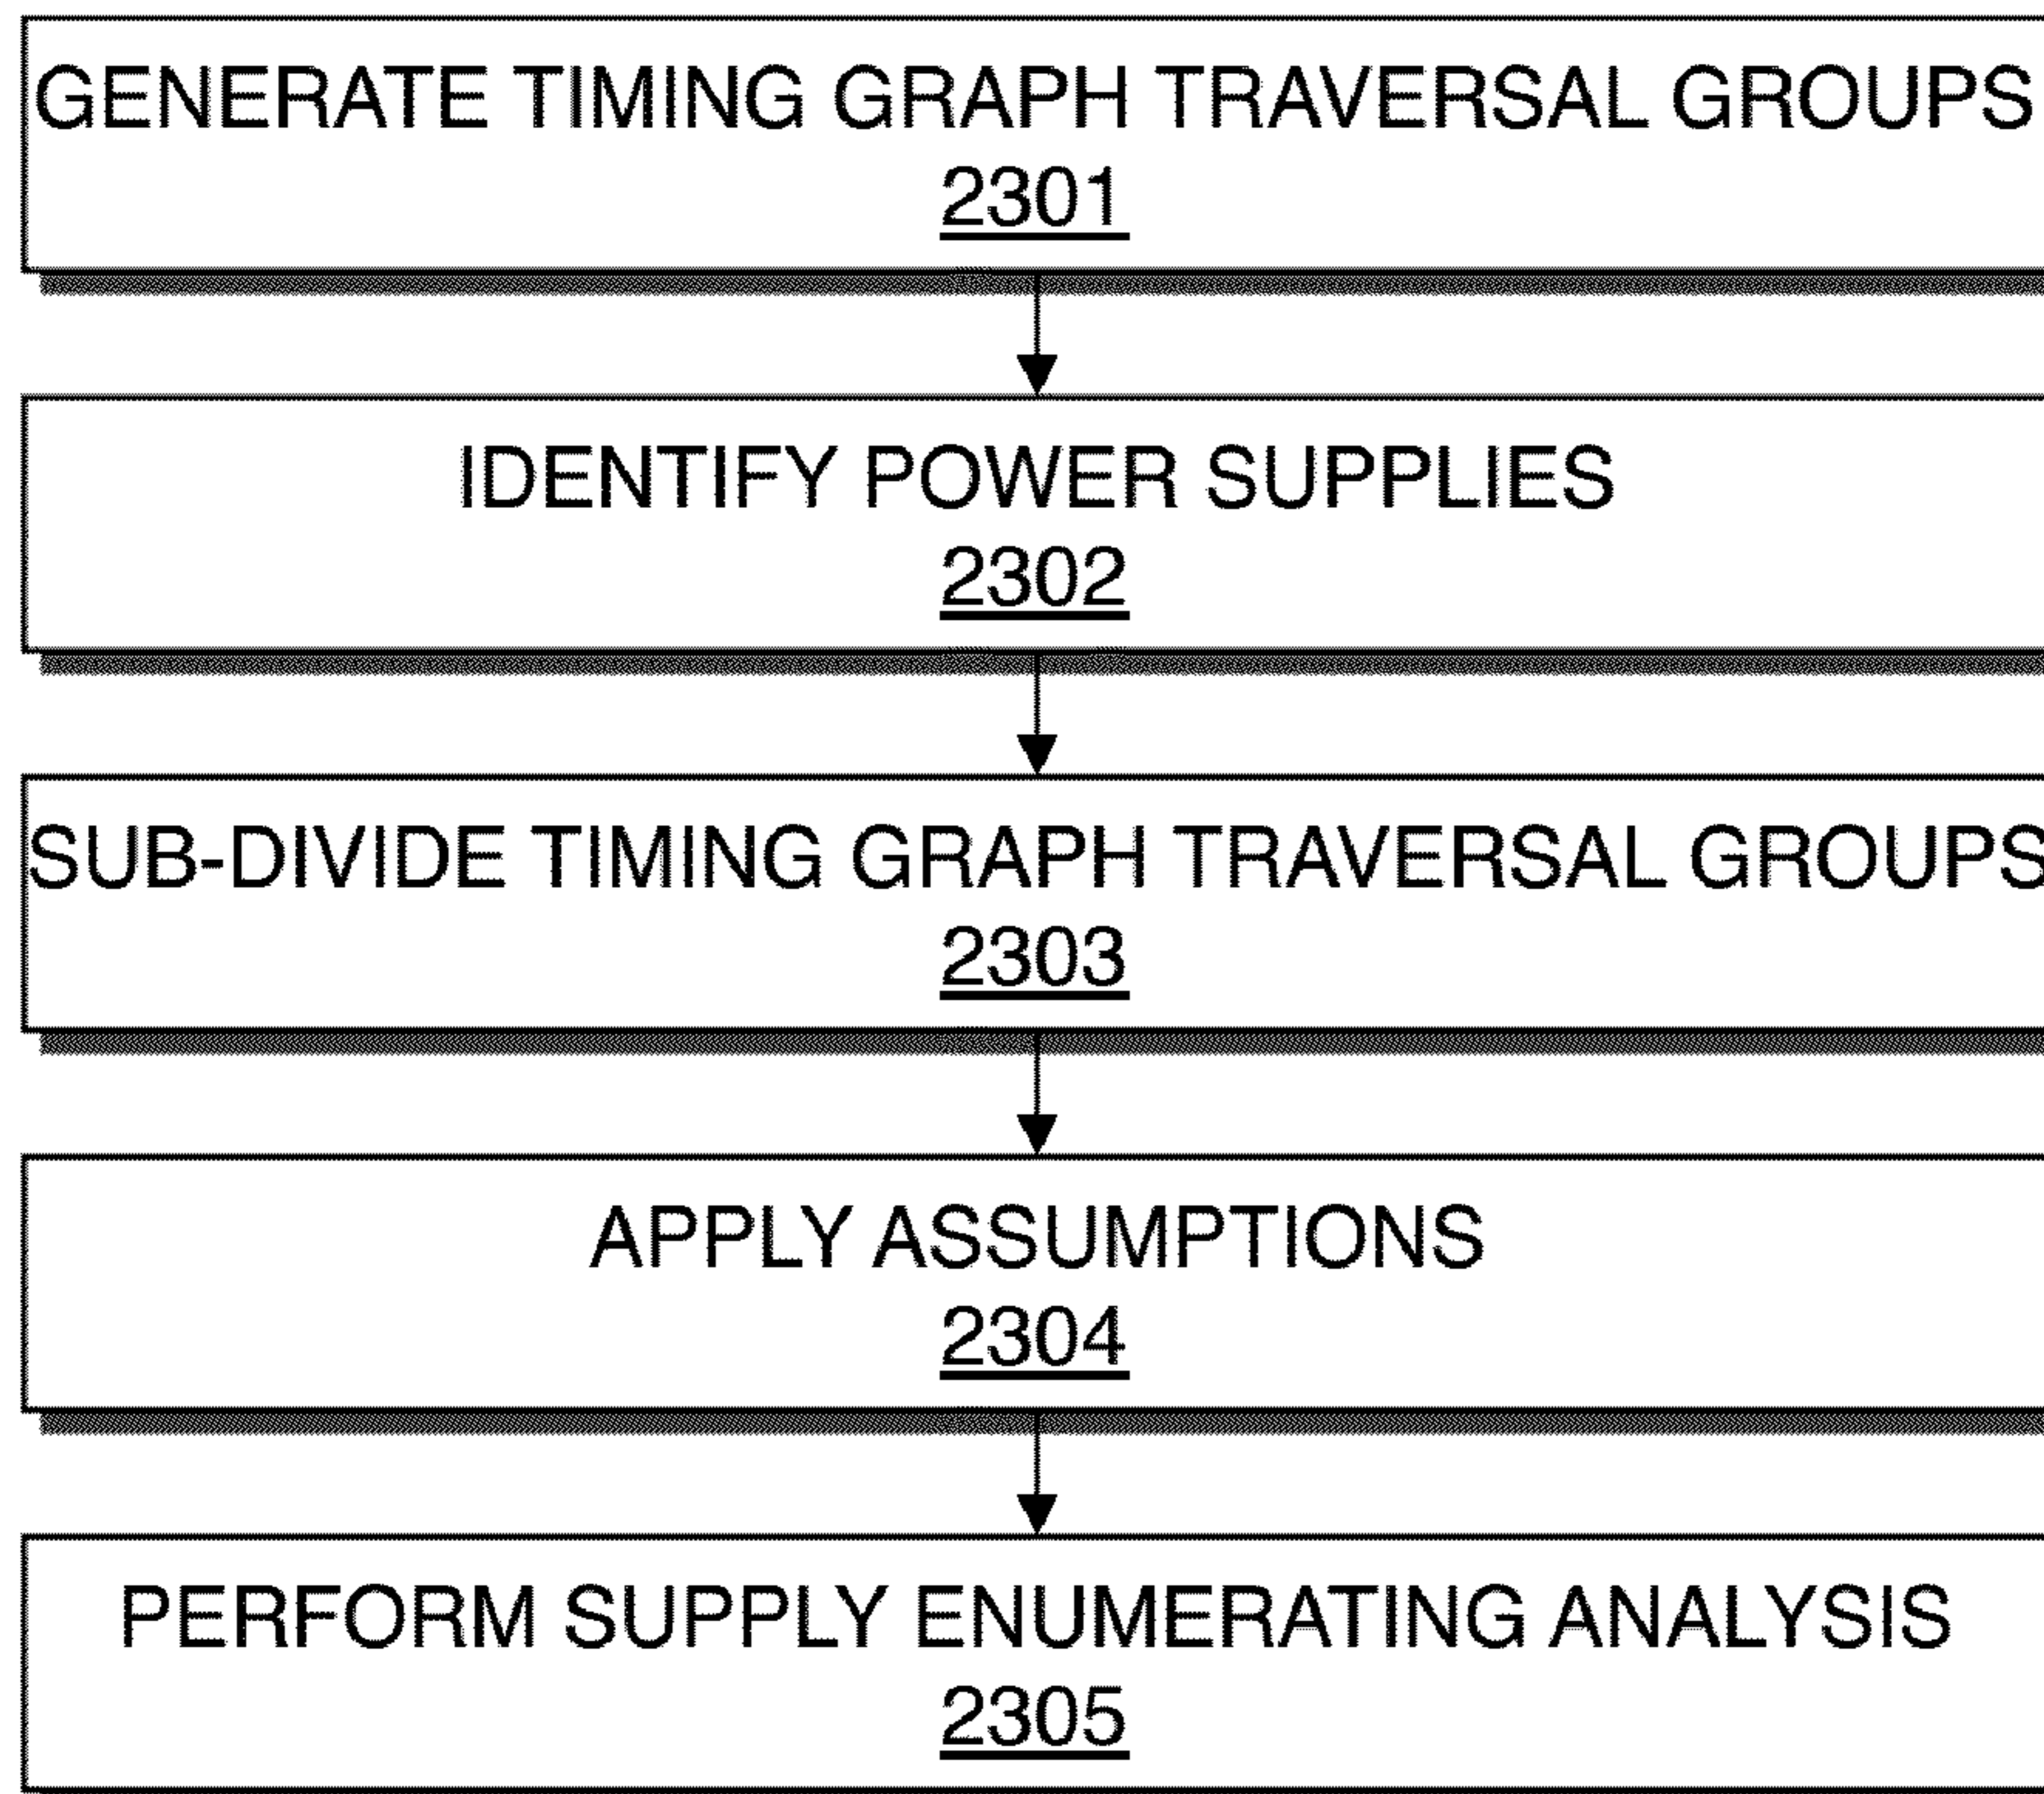 GENERATE TIMING GRAPH TRAVERSAL GROUPS
2301
IDENTIFY POWER SUPPLIES
2302
SUB-DIVIDE TIMING GRAPH TRAVERSAL GROUPS
2303
APPLY ASSUMPTIONS
2304
PERFORM SUPPLY ENUMERATING ANALYSIS
2305